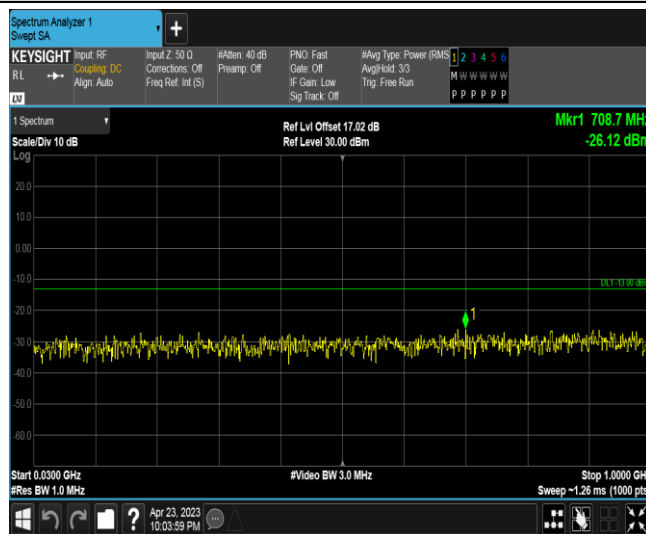 Spectrum Analyzer 1
Swept SA
+
KEYSIGHT
RL
LXI
Input: RF
Coupling: DC
Align: Auto
Input Z: 50 Ω
Corrections: Off
Freq Ref: Int (S)
#Atten: 40 dB
Preamp: Off
PNO: Fast
Gate: Off
IF Gain: Low
Sig Track: Off
#Avg Type: Power (RMS
Avg|Hold: 3/3
Trig: Free Run
1 2 3 4 5 6
M W W W W W
P P P P P P
1 Spectrum
Scale/Div 10 dB
Log
Ref Lvl Offset 17.02 dB
Ref Level 30.00 dBm
Mkr1 708.7 MHz
-26.12 dBm
20.0
10.0
0.00
-10.0
DL1 -13.00 dBm
-20.0
1
-30.0
-40.0
-50.0
-60.0
Start 0.0300 GHz
#Res BW 1.0 MHz
#Video BW 3.0 MHz
Stop 1.0000 GH
Sweep ~1.26 ms (1000 pts
?
Apr 23, 2023
10:03:59 PM